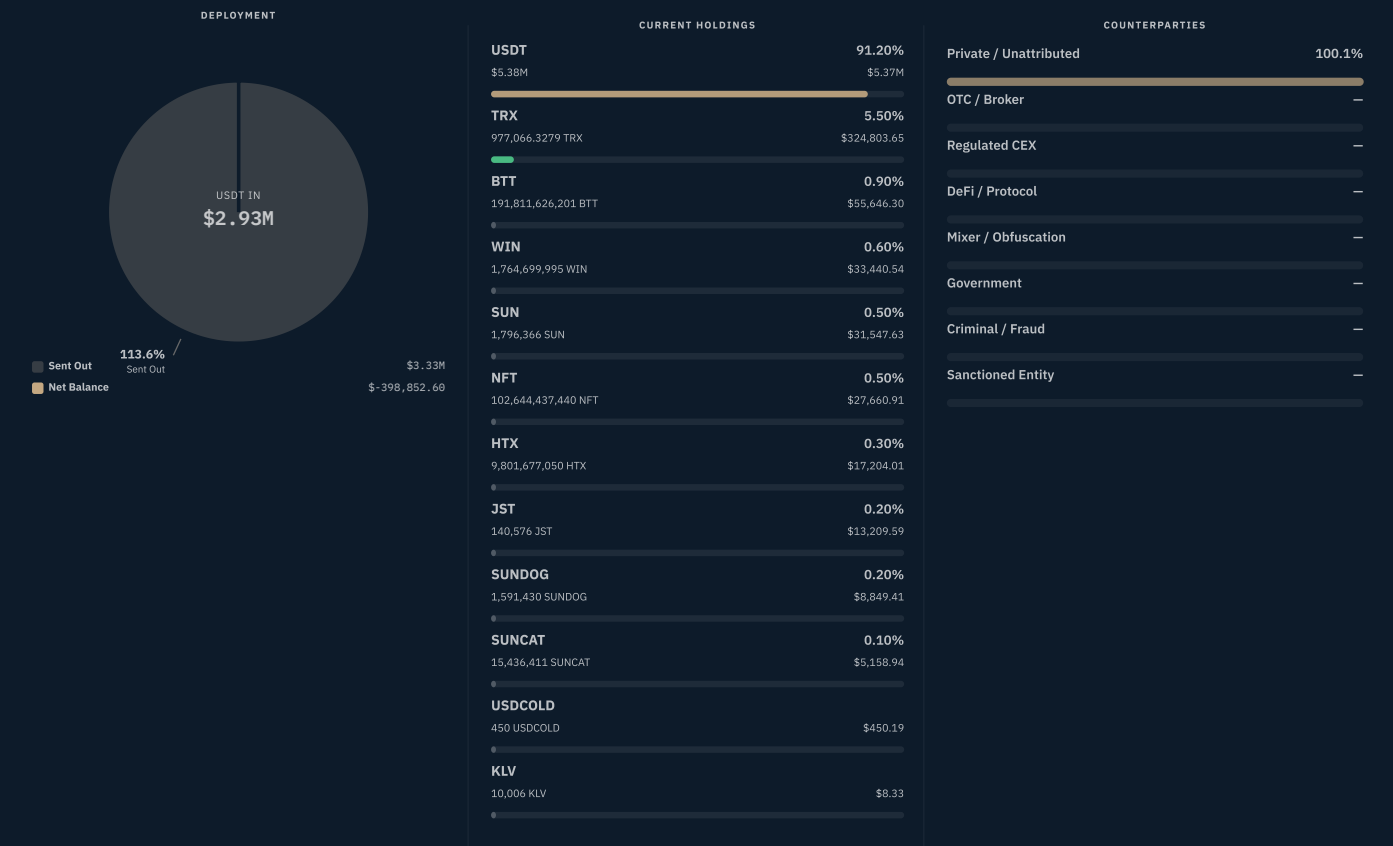 DEPLOYMENT
USDT IN
$2.93M
113.6%
Sent Out
Sent Out $3.33M
Net Balance $-398,852.60
CURRENT HOLDINGS
USDT 91.20%
$5.38M $5.37M
TRX 5.50%
977,066.3279 TRX $324,803.65
BTT 0.90%
191,811,626,201 BTT $55,646.30
WIN 0.60%
1,764,699,995 WIN $33,440.54
SUN 0.50%
1,796,366 SUN $31,547.63
NFT 0.50%
102,644,437,440 NFT $27,660.91
HTX 0.30%
9,801,677,050 HTX $17,204.01
JST 0.20%
140,576 JST $13,209.59
SUNDOG 0.20%
1,591,430 SUNDOG $8,849.41
SUNCAT 0.10%
15,436,411 SUNCAT $5,158.94
USDCOLD
450 USDCOLD $450.19
KLV
10,006 KLV $8.33
COUNTERPARTIES
Private / Unattributed 100.1%
OTC / Broker —
Regulated CEX —
DeFi / Protocol —
Mixer / Obfuscation —
Government —
Criminal / Fraud —
Sanctioned Entity —